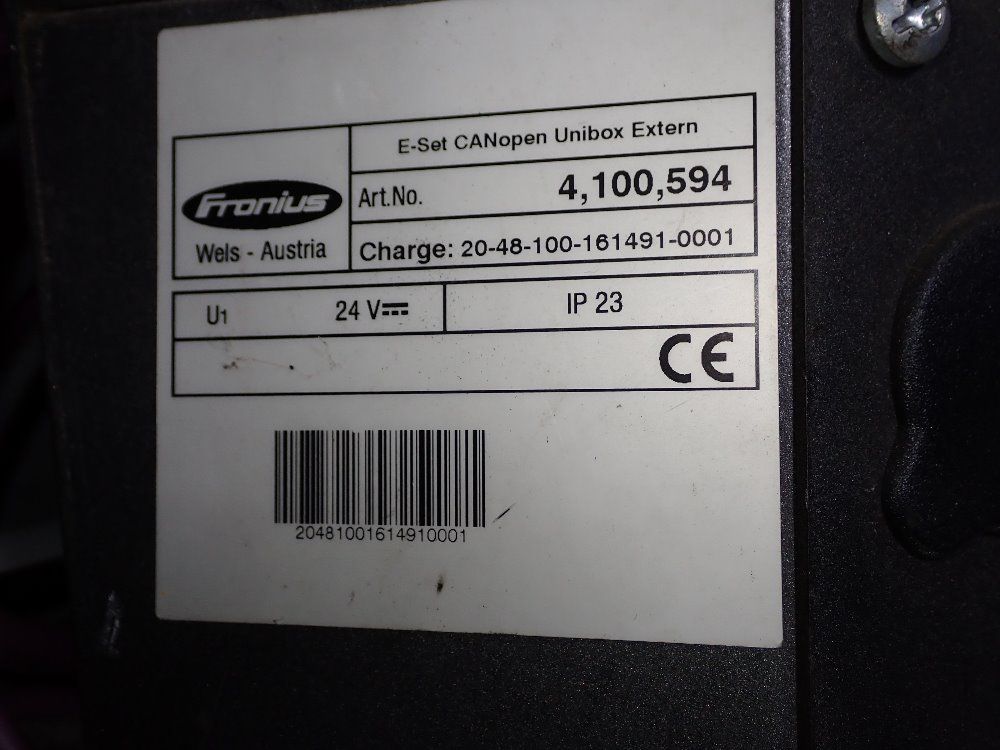 E-Set CANopen Unibox Extern
Fronius
Wels - Austria
Art.No. 4,100,594
Charge: 20-48-100-161491-0001
U1 24 V⎓ IP 23
CE
20481001614910001